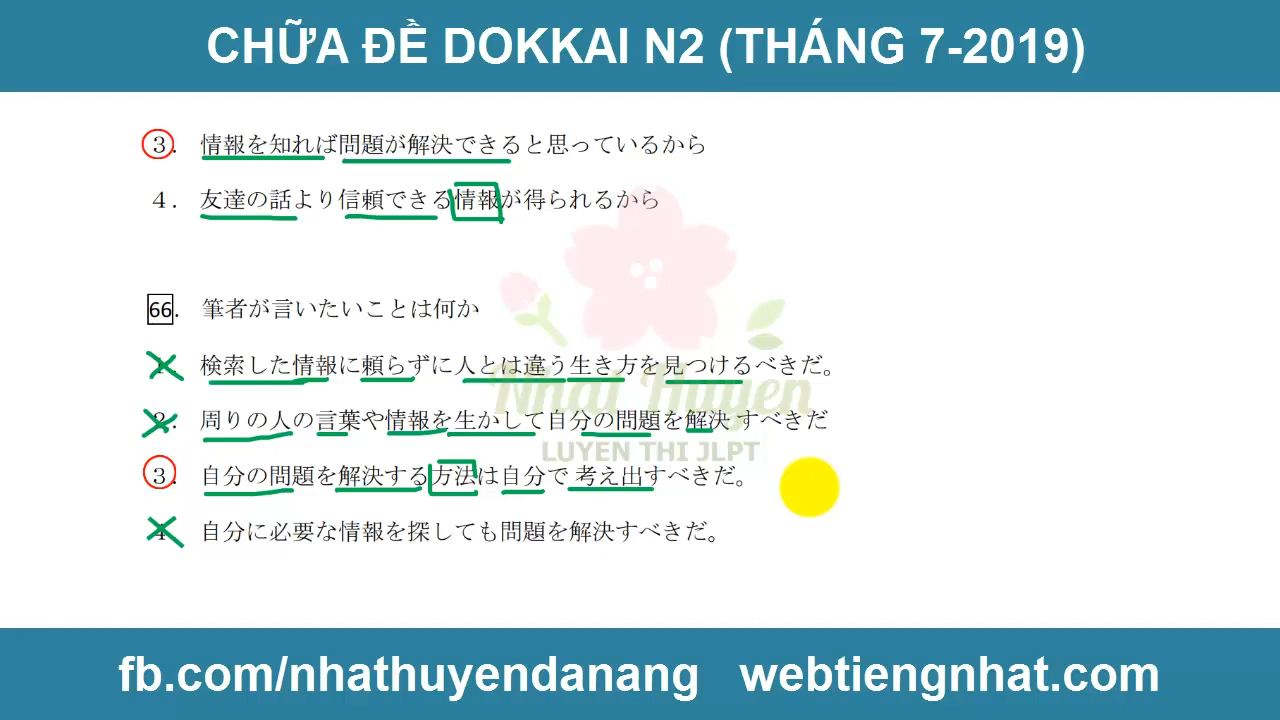 CHỮA ĐỀ DOKKAI N2 (THÁNG 7-2019)
3. 情報を知れば問題が解決できると思っているから
4. 友達の話より信頼できる情報が得られるから
66. 筆者が言いたいことは何か
1. 検索した情報に頼らずに人とは違う生き方を見つけるべきだ。
2. 周りの人の言葉や情報を生かして自分の問題を解決 すべきだ
3. 自分の問題を解決する方法は自分で 考え出すべきだ。
4. 自分に必要な情報を探しても問題を解決すべきだ。
Nhat Huyen
LUYEN THI JLPT
fb.com/nhathuyendanang webtiengnhat.com